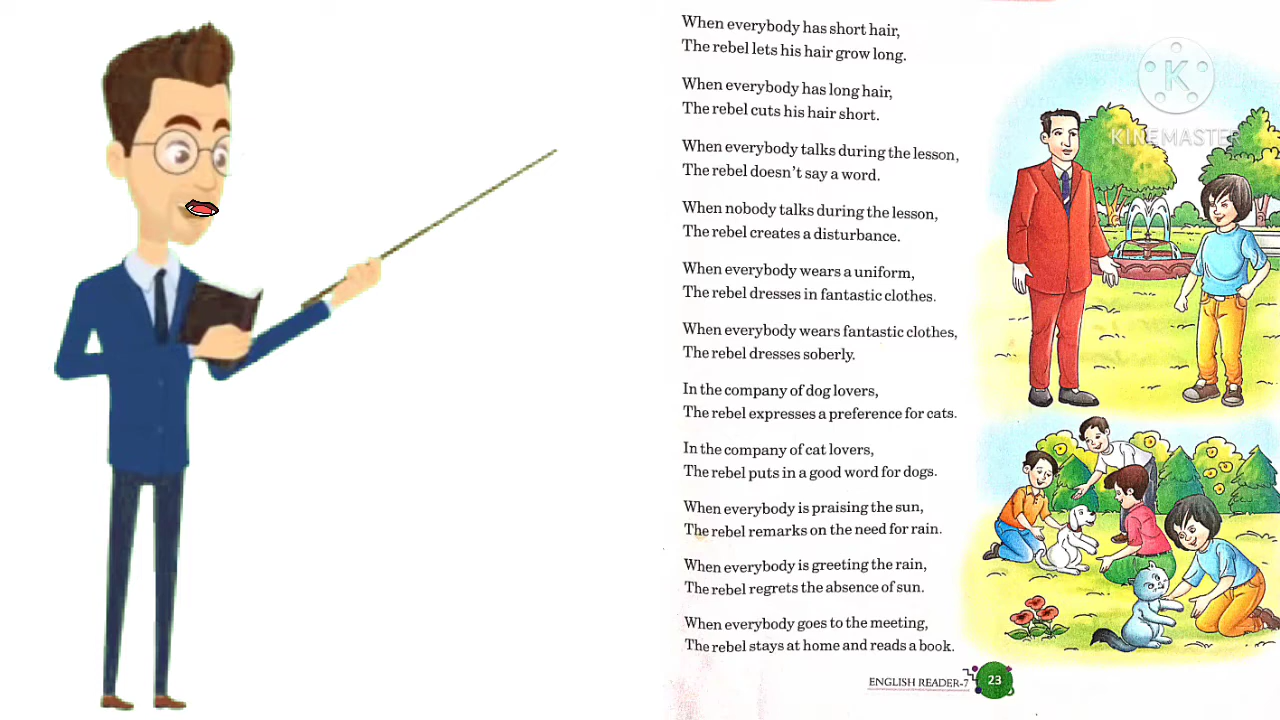 When everybody has short hair,
The rebel lets his hair grow long.
When everybody has long hair,
The rebel cuts his hair short.
When everybody talks during the lesson,
The rebel doesn't say a word.
When nobody talks during the lesson,
The rebel creates a disturbance.
When everybody wears a uniform,
The rebel dresses in fantastic clothes.
When everybody wears fantastic clothes,
The rebel dresses soberly.
In the company of dog lovers,
The rebel expresses a preference for cats.
In the company of cat lovers,
The rebel puts in a good word for dogs.
When everybody is praising the sun,
The rebel remarks on the need for rain.
When everybody is greeting the rain,
The rebel regrets the absence of sun.
When everybody goes to the meeting,
The rebel stays at home and reads a book.
ENGLISH READER-7 23
K
KINEMASTER